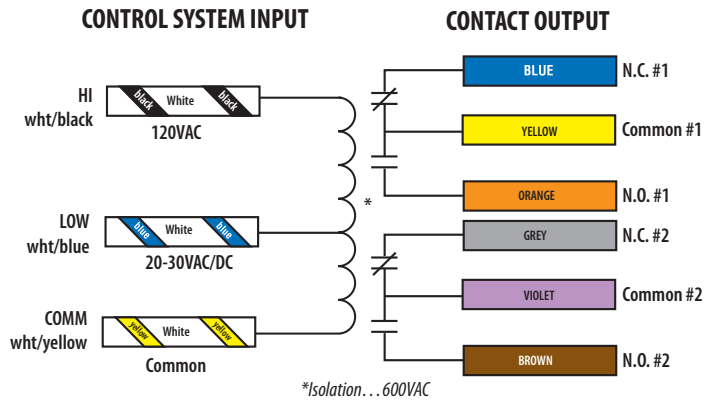 CONTROL SYSTEM INPUT
CONTACT OUTPUT
HI
wht/black
black White black
120VAC
LOW
wht/blue
blue White blue
20-30VAC/DC
COMM
wht/yellow
yellow White yellow
Common
*
BLUE N.C. #1
YELLOW Common #1
ORANGE N.O. #1
GREY N.C. #2
VIOLET Common #2
BROWN N.O. #2
*Isolation...600VAC